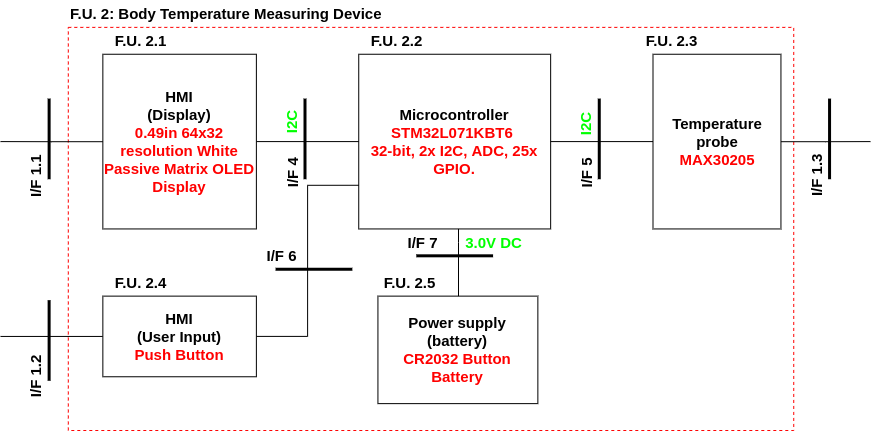 F.U. 2: Body Temperature Measuring Device
F.U. 2.1
F.U. 2.2
F.U. 2.3
HMI
(Display)
0.49in 64x32
resolution White
Passive Matrix OLED
Display
I2C
I/F 4
Microcontroller
STM32L071KBT6
32-bit, 2x I2C, ADC, 25x
GPIO.
I2C
I/F 5
Temperature
probe
MAX30205
I/F 1.1
I/F 1.3
I/F 6
I/F 7
3.0V DC
F.U. 2.4
F.U. 2.5
HMI
(User Input)
Push Button
Power supply
(battery)
CR2032 Button
Battery
I/F 1.2